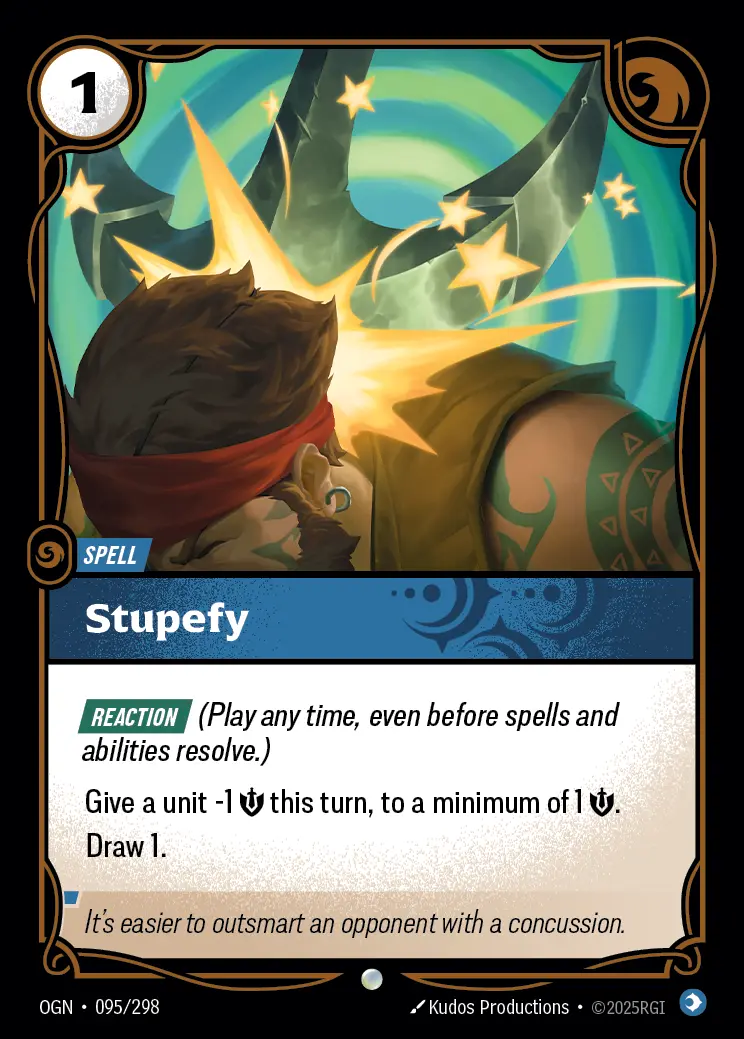 1
SPELL
Stupefy
REACTION (Play any time, even before spells and
abilities resolve.)
Give a unit -1 this turn, to a minimum of 1.
Draw 1.
It's easier to outsmart an opponent with a concussion.
OGN • 095/298 Kudos Productions • ©2025RGI